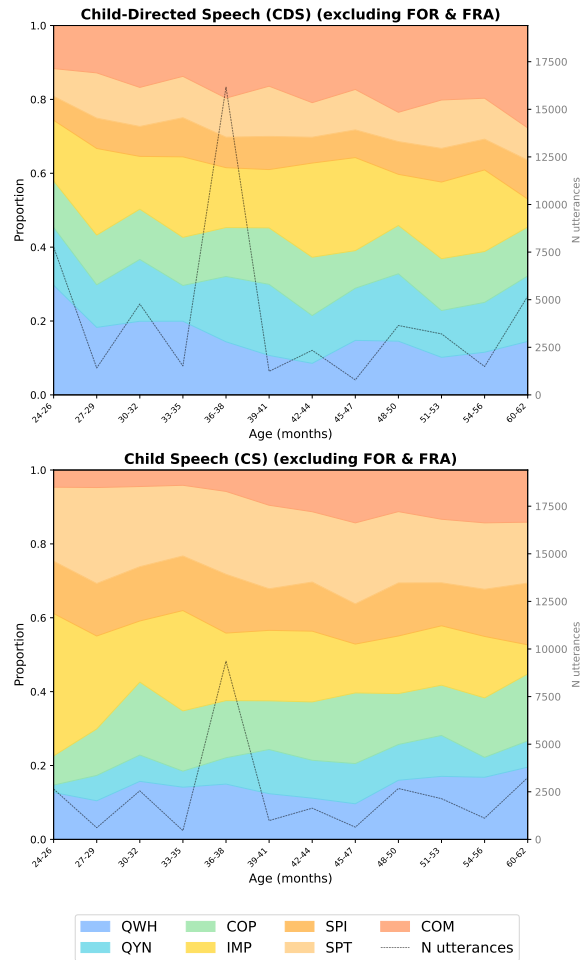 Child-Directed Speech (CDS) (excluding FOR & FRA)
1.0
0.8
0.6
0.4
0.2
0.0
Proportion
17500
15000
12500
10000
7500
5000
2500
0
N utterances
24-26 27-29 30-32 33-35 36-38 39-41 42-44 45-47 48-50 51-53 54-56 60-62
Age (months)
Child Speech (CS) (excluding FOR & FRA)
1.0
0.8
0.6
0.4
0.2
0.0
Proportion
17500
15000
12500
10000
7500
5000
2500
0
N utterances
24-26 27-29 30-32 33-35 36-38 39-41 42-44 45-47 48-50 51-53 54-56 60-62
Age (months)
QWH COP SPI COM
QYN IMP SPT N utterances